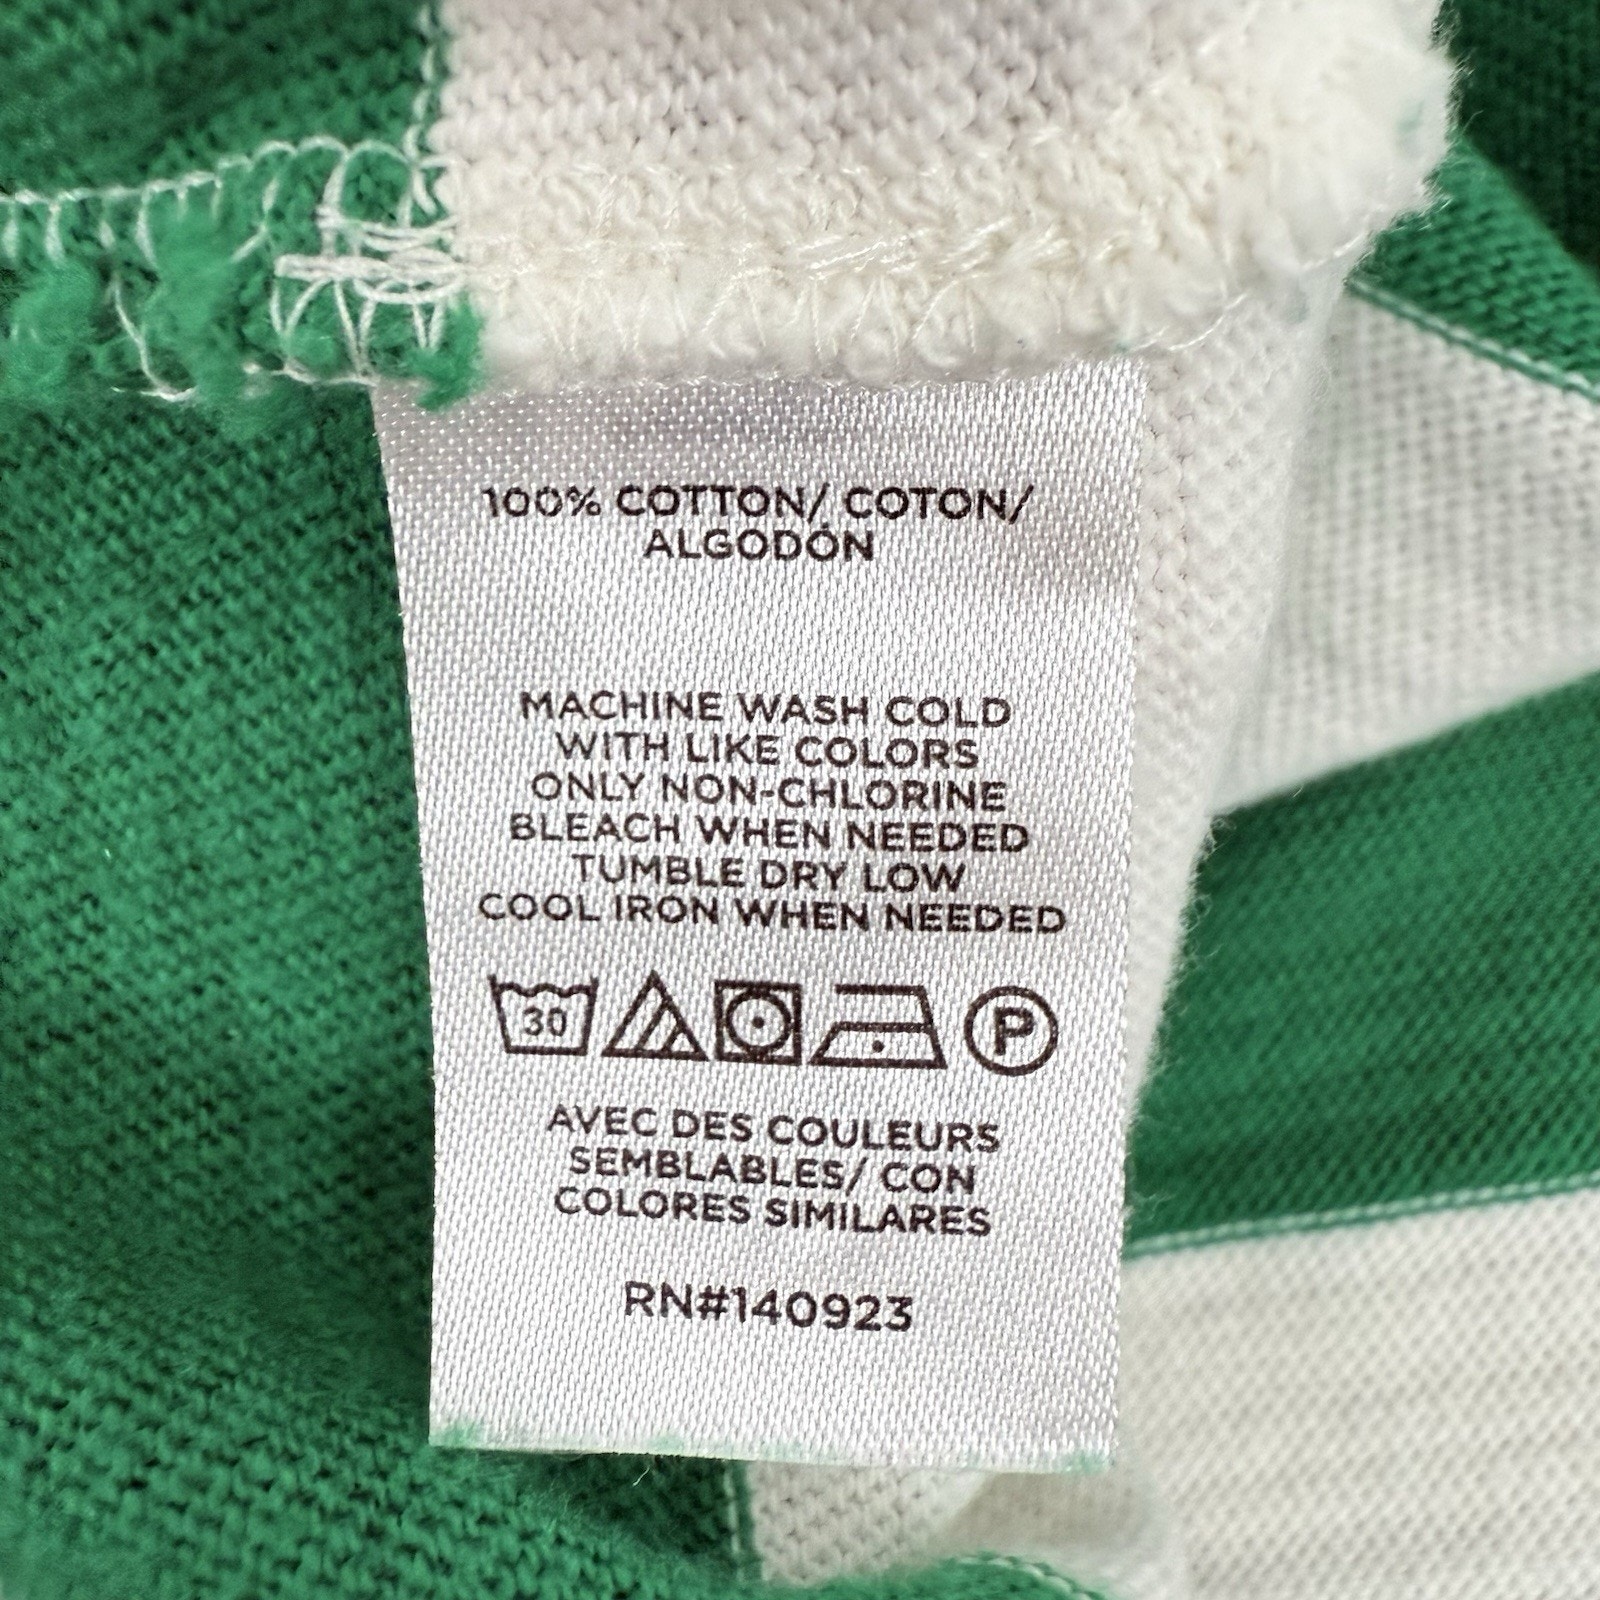 100% COTTON/ COTON/
ALGODÓN
MACHINE WASH COLD
WITH LIKE COLORS
ONLY NON-CHLORINE
BLEACH WHEN NEEDED
TUMBLE DRY LOW
COOL IRON WHEN NEEDED
30 P
AVEC DES COULEURS
SEMBLABLES/ CON
COLORES SIMILARES
RN#140923